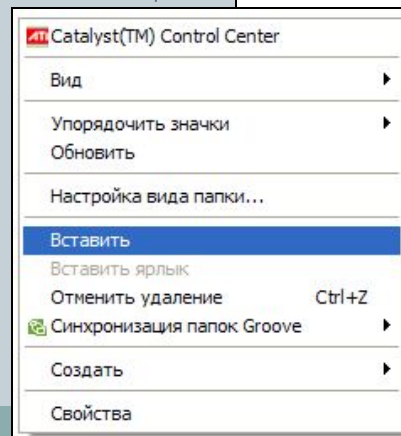 ATI Catalyst(TM) Control Center
Вид
Упорядочить значки
Обновить
Настройка вида папки...
Вставить
Вставить ярлык
Отменить удаление Ctrl+Z
Синхронизация папок Groove
Создать
Свойства